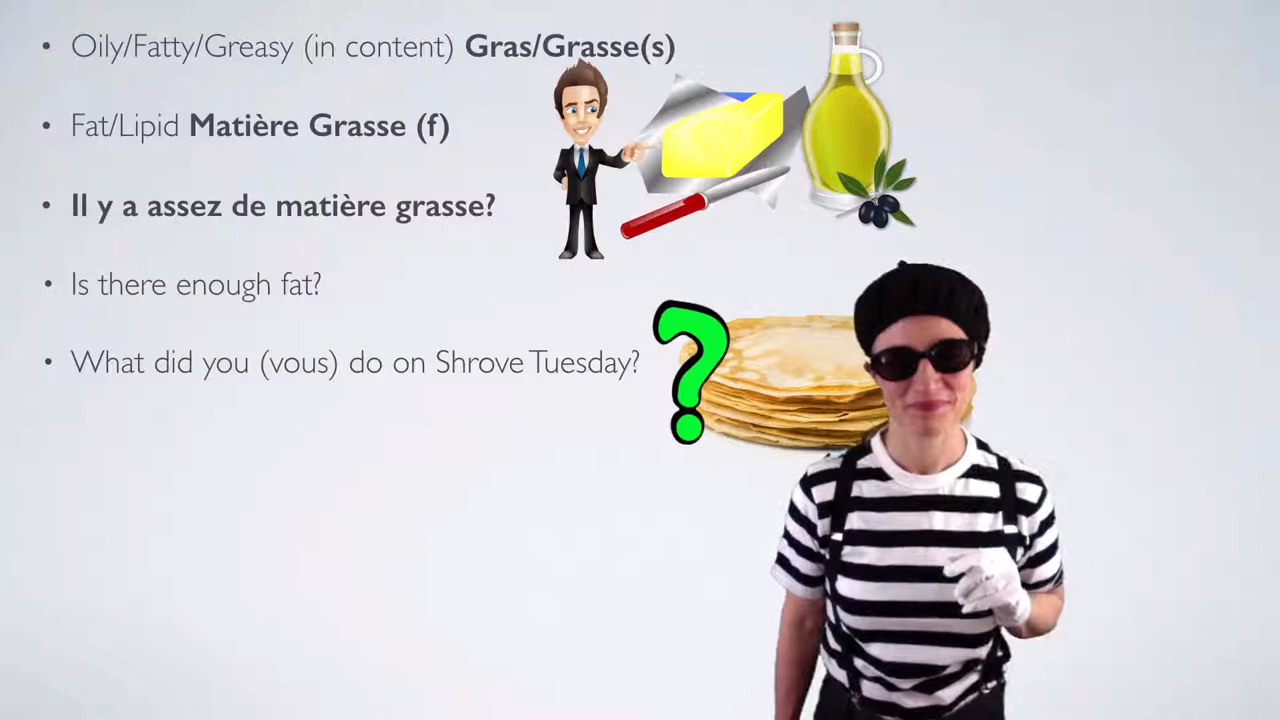 Oily/Fatty/Greasy (in content) Gras/Grasse(s)
Fat/Lipid Matière Grasse (f)
Il y a assez de matière grasse?
Is there enough fat?
What did you (vous) do on Shrove Tuesday?
?